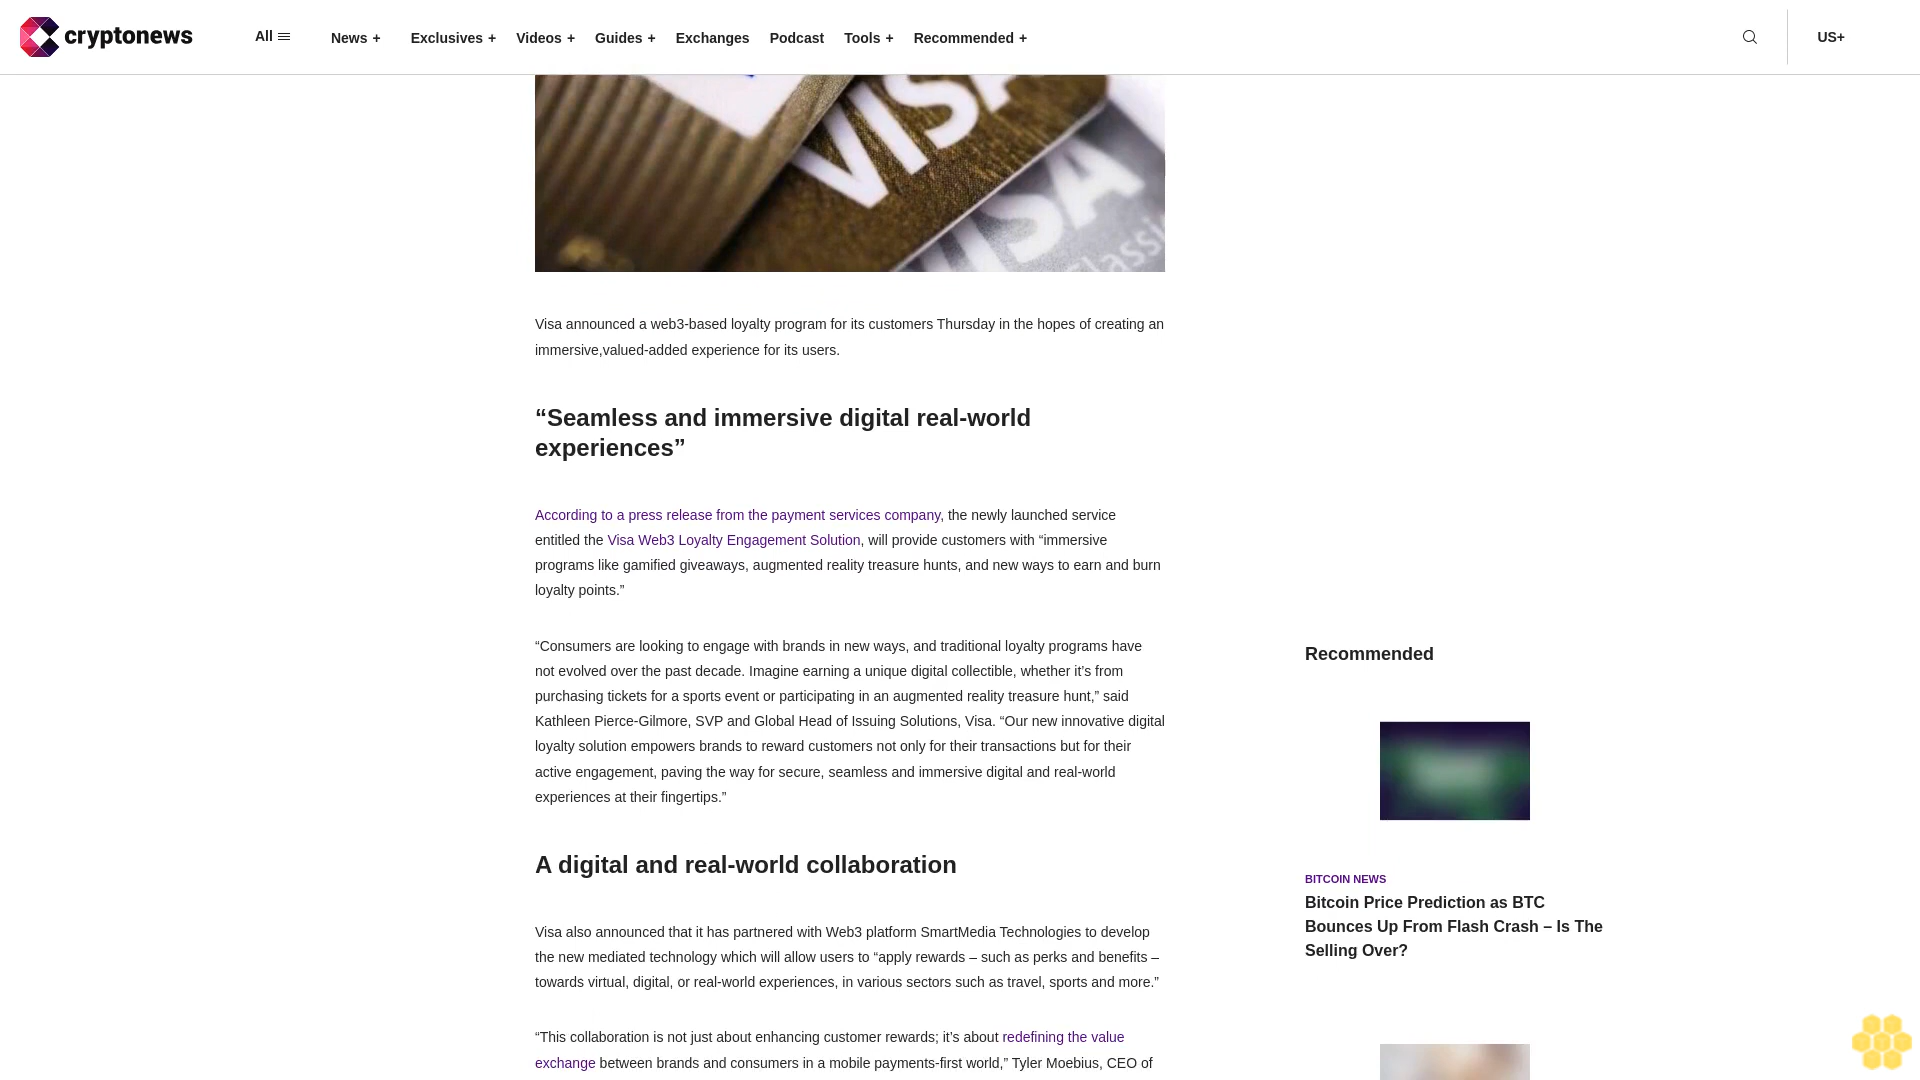 cryptonews
All
News +
Exclusives +
Videos +
Guides +
Exchanges
Podcast
Tools +
Recommended +
US+
VISA
VISA
Classic
Visa announced a web3-based loyalty program for its customers Thursday in the hopes of creating an
immersive,valued-added experience for its users.
“Seamless and immersive digital real-world
experiences”
According to a press release from the payment services company, the newly launched service
entitled the Visa Web3 Loyalty Engagement Solution, will provide customers with “immersive
programs like gamified giveaways, augmented reality treasure hunts, and new ways to earn and burn
loyalty points.”
“Consumers are looking to engage with brands in new ways, and traditional loyalty programs have
not evolved over the past decade. Imagine earning a unique digital collectible, whether it’s from
purchasing tickets for a sports event or participating in an augmented reality treasure hunt,” said
Kathleen Pierce-Gilmore, SVP and Global Head of Issuing Solutions, Visa. “Our new innovative digital
loyalty solution empowers brands to reward customers not only for their transactions but for their
active engagement, paving the way for secure, seamless and immersive digital and real-world
experiences at their fingertips.”
A digital and real-world collaboration
Visa also announced that it has partnered with Web3 platform SmartMedia Technologies to develop
the new mediated technology which will allow users to “apply rewards – such as perks and benefits –
towards virtual, digital, or real-world experiences, in various sectors such as travel, sports and more.”
“This collaboration is not just about enhancing customer rewards; it’s about redefining the value
exchange between brands and consumers in a mobile payments-first world,” Tyler Moebius, CEO of
Recommended
BITCOIN NEWS
Bitcoin Price Prediction as BTC
Bounces Up From Flash Crash – Is The
Selling Over?